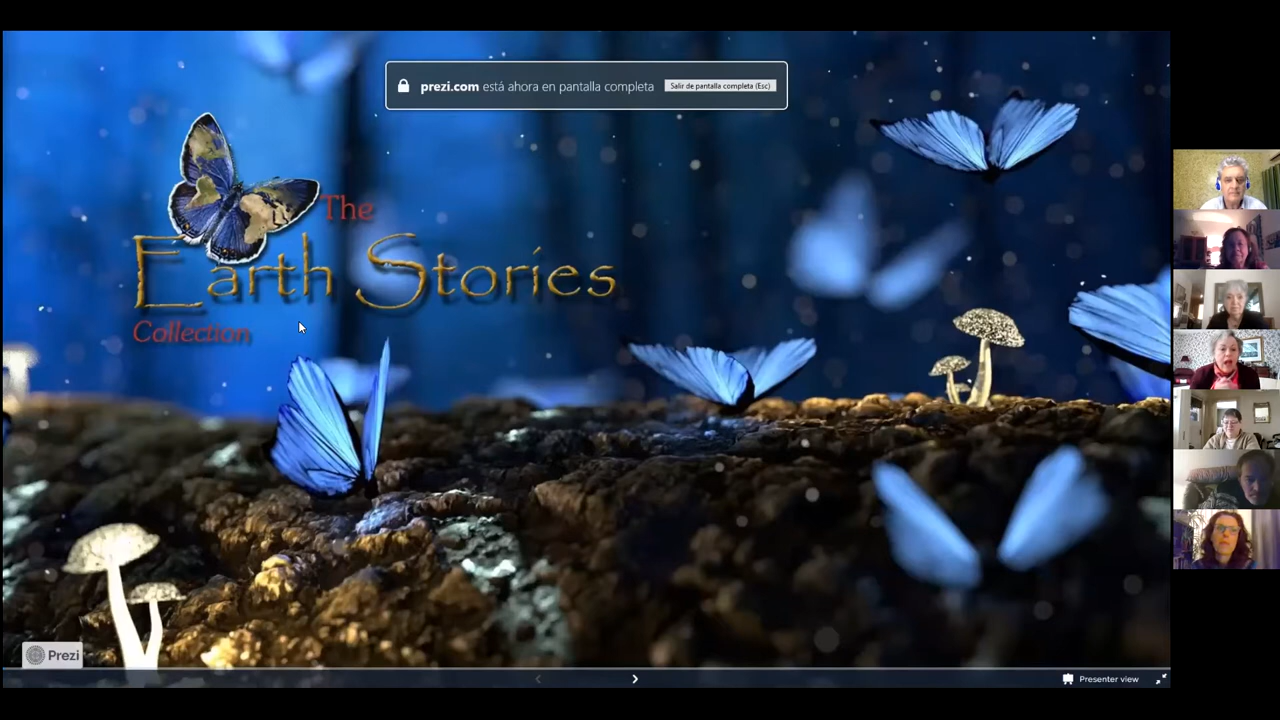 prezi.com está ahora en pantalla completa
Salir de pantalla completa (Esc)
The
Earth Stories
Collection
Prezi
Presenter view